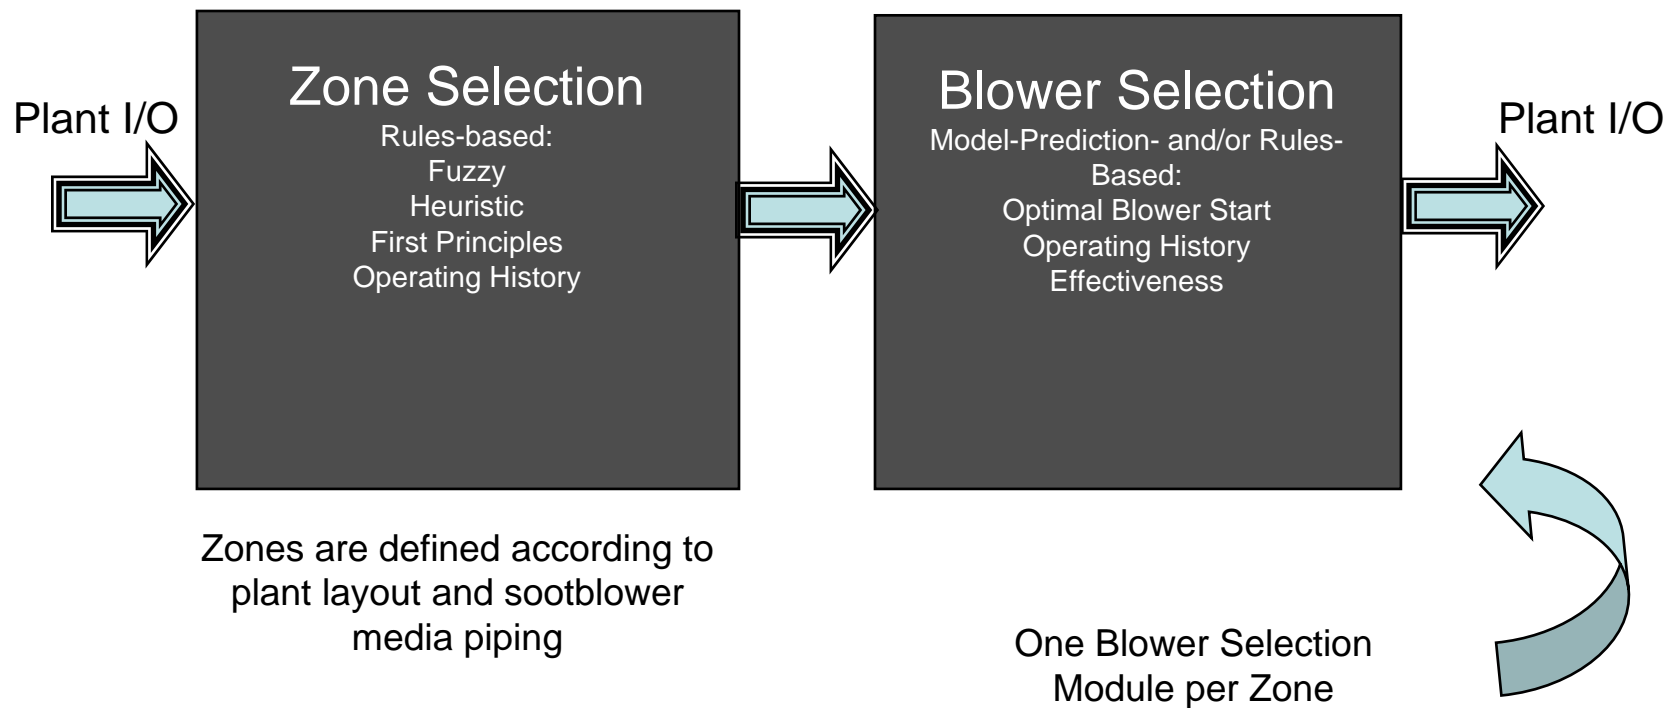 Plant I/O
Zone Selection
Rules-based:
Fuzzy
Heuristic
First Principles
Operating History
Blower Selection
Model-Prediction- and/or Rules-
Based:
Optimal Blower Start
Operating History
Effectiveness
Plant I/O
Zones are defined according to
plant layout and sootblower
media piping
One Blower Selection
Module per Zone